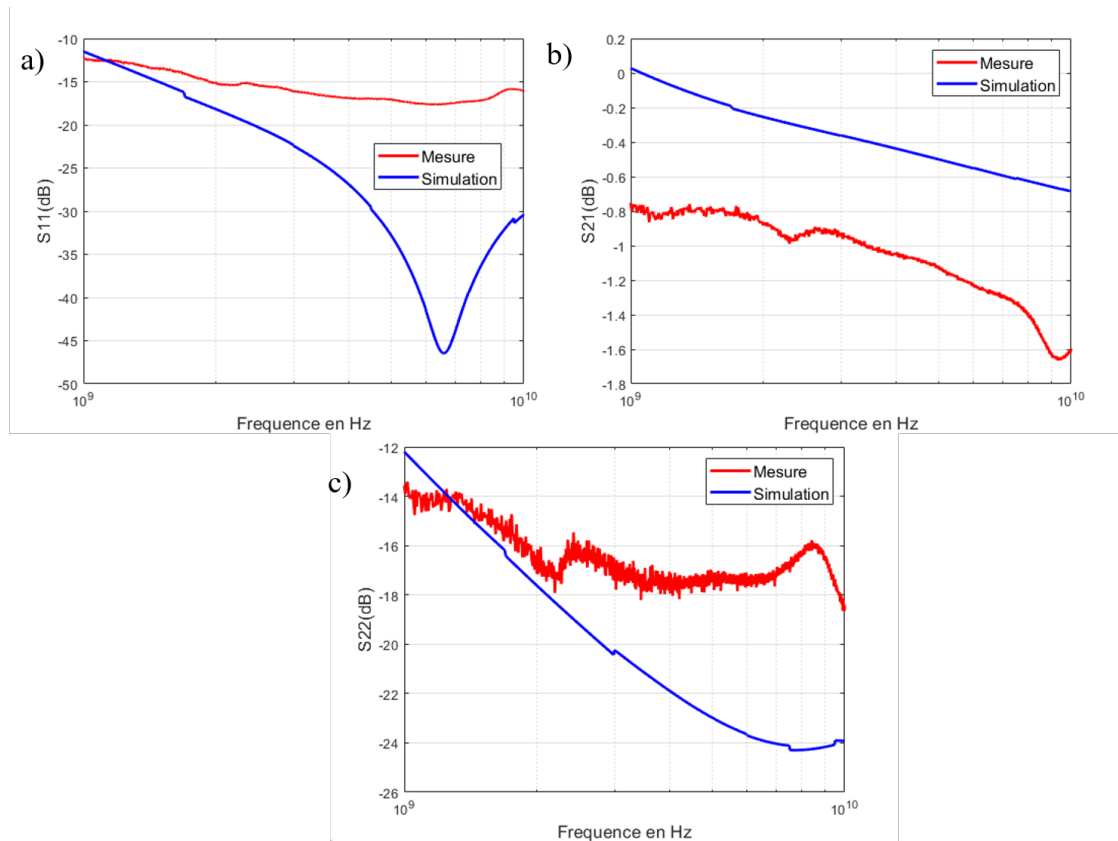 a)
-10
-15
-20
-25
-30
-35
-40
-45
-50
S11(dB)
Mesure
Simulation
10^9
10^10
Frequence en Hz
b)
0.2
0
-0.2
-0.4
-0.6
-0.8
-1
-1.2
-1.4
-1.6
-1.8
S21(dB)
Mesure
Simulation
10^9
10^10
Frequence en Hz
c)
-12
-14
-16
-18
-20
-22
-24
-26
S22(dB)
Mesure
Simulation
10^9
10^10
Frequence en Hz